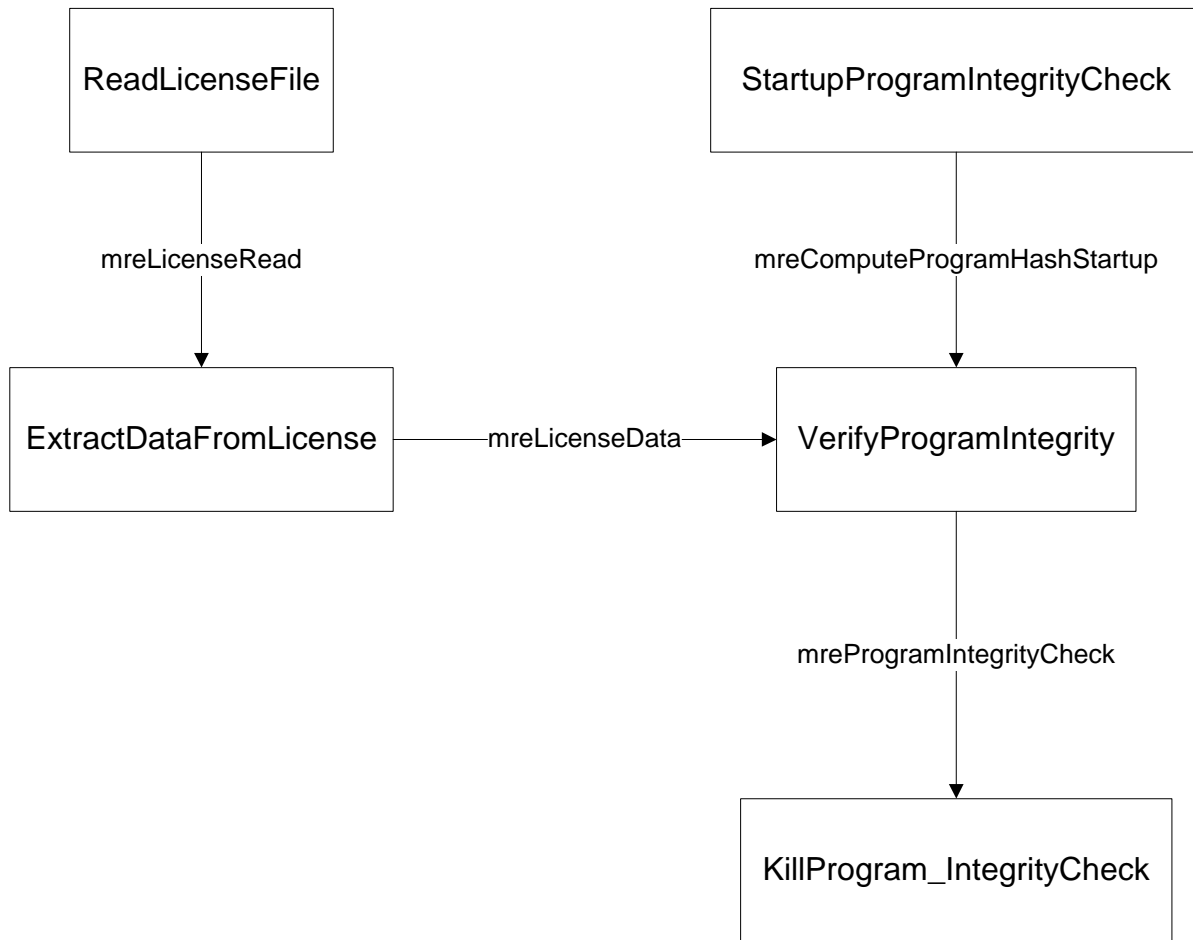 ReadLicenseFile
StartupProgramIntegrityCheck
mreLicenseRead
mreComputeProgramHashStartup
ExtractDataFromLicense
mreLicenseData
VerifyProgramIntegrity
mreProgramIntegrityCheck
KillProgram_IntegrityCheck